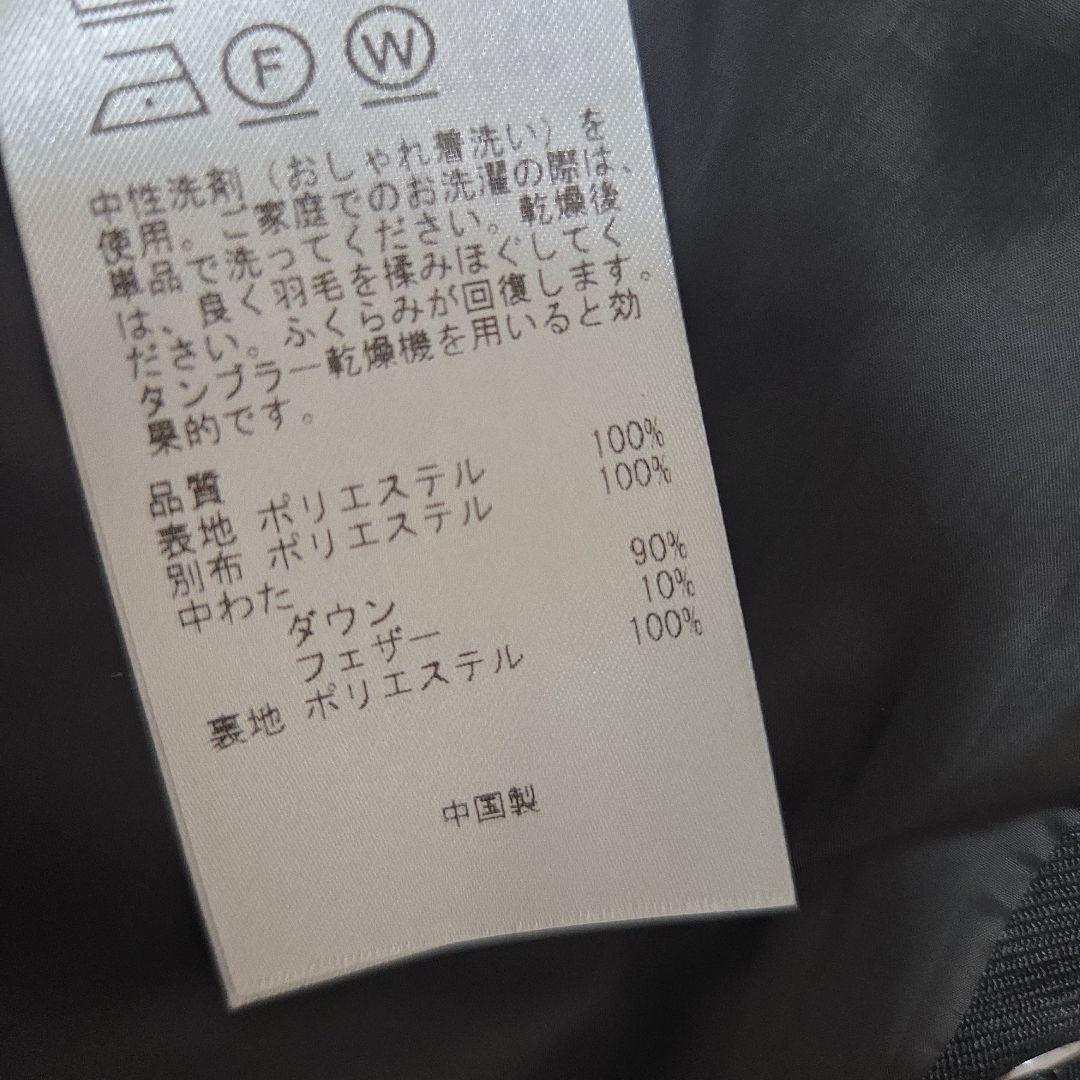 F W
中性洗剤（おしゃれ着洗い）を
使用。ご家庭でのお洗濯の際は、
単品で洗ってください。乾燥後
は、良く羽毛を揉みほぐしてく
ださい。ふくらみが回復します。
タンブラー乾燥機を用いると効
果的です。
品質
表地 ポリエステル 100%
別布 ポリエステル 100%
中わた
ダウン 90%
フェザー 10%
裏地 ポリエステル 100%
中国製